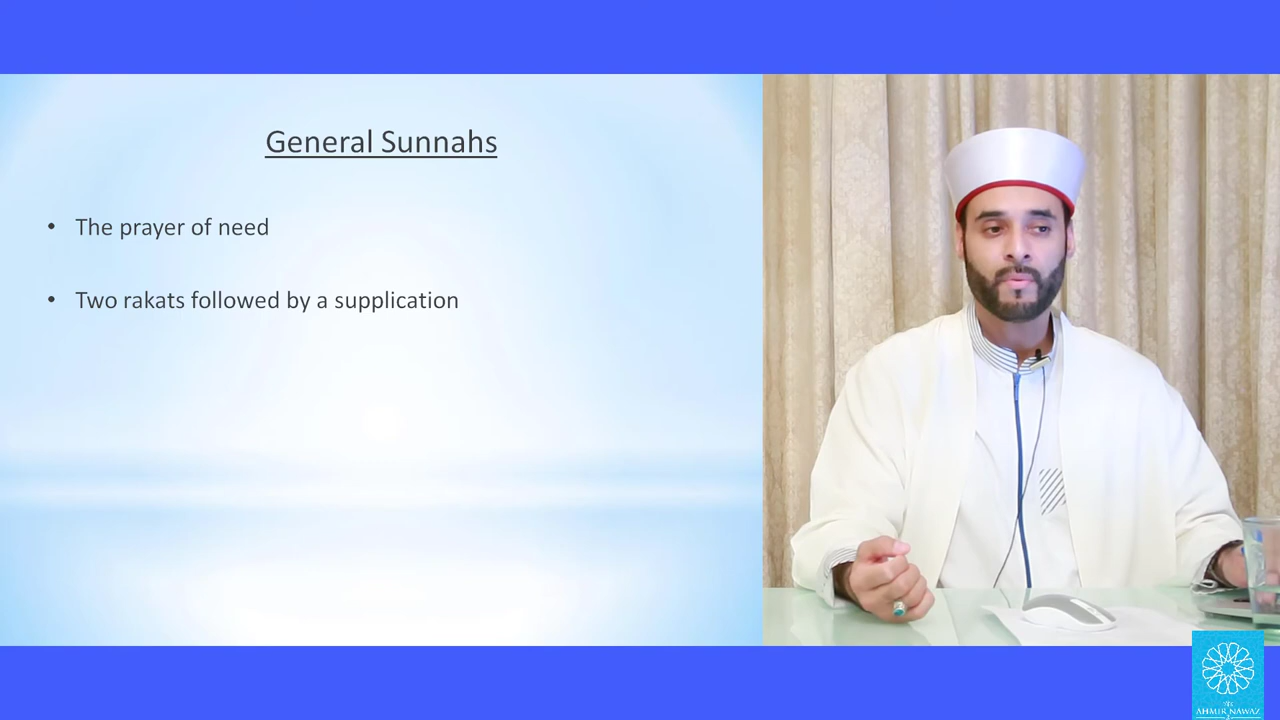 General Sunnahs
• The prayer of need
• Two rakats followed by a supplication
AHMIR NAWAZ